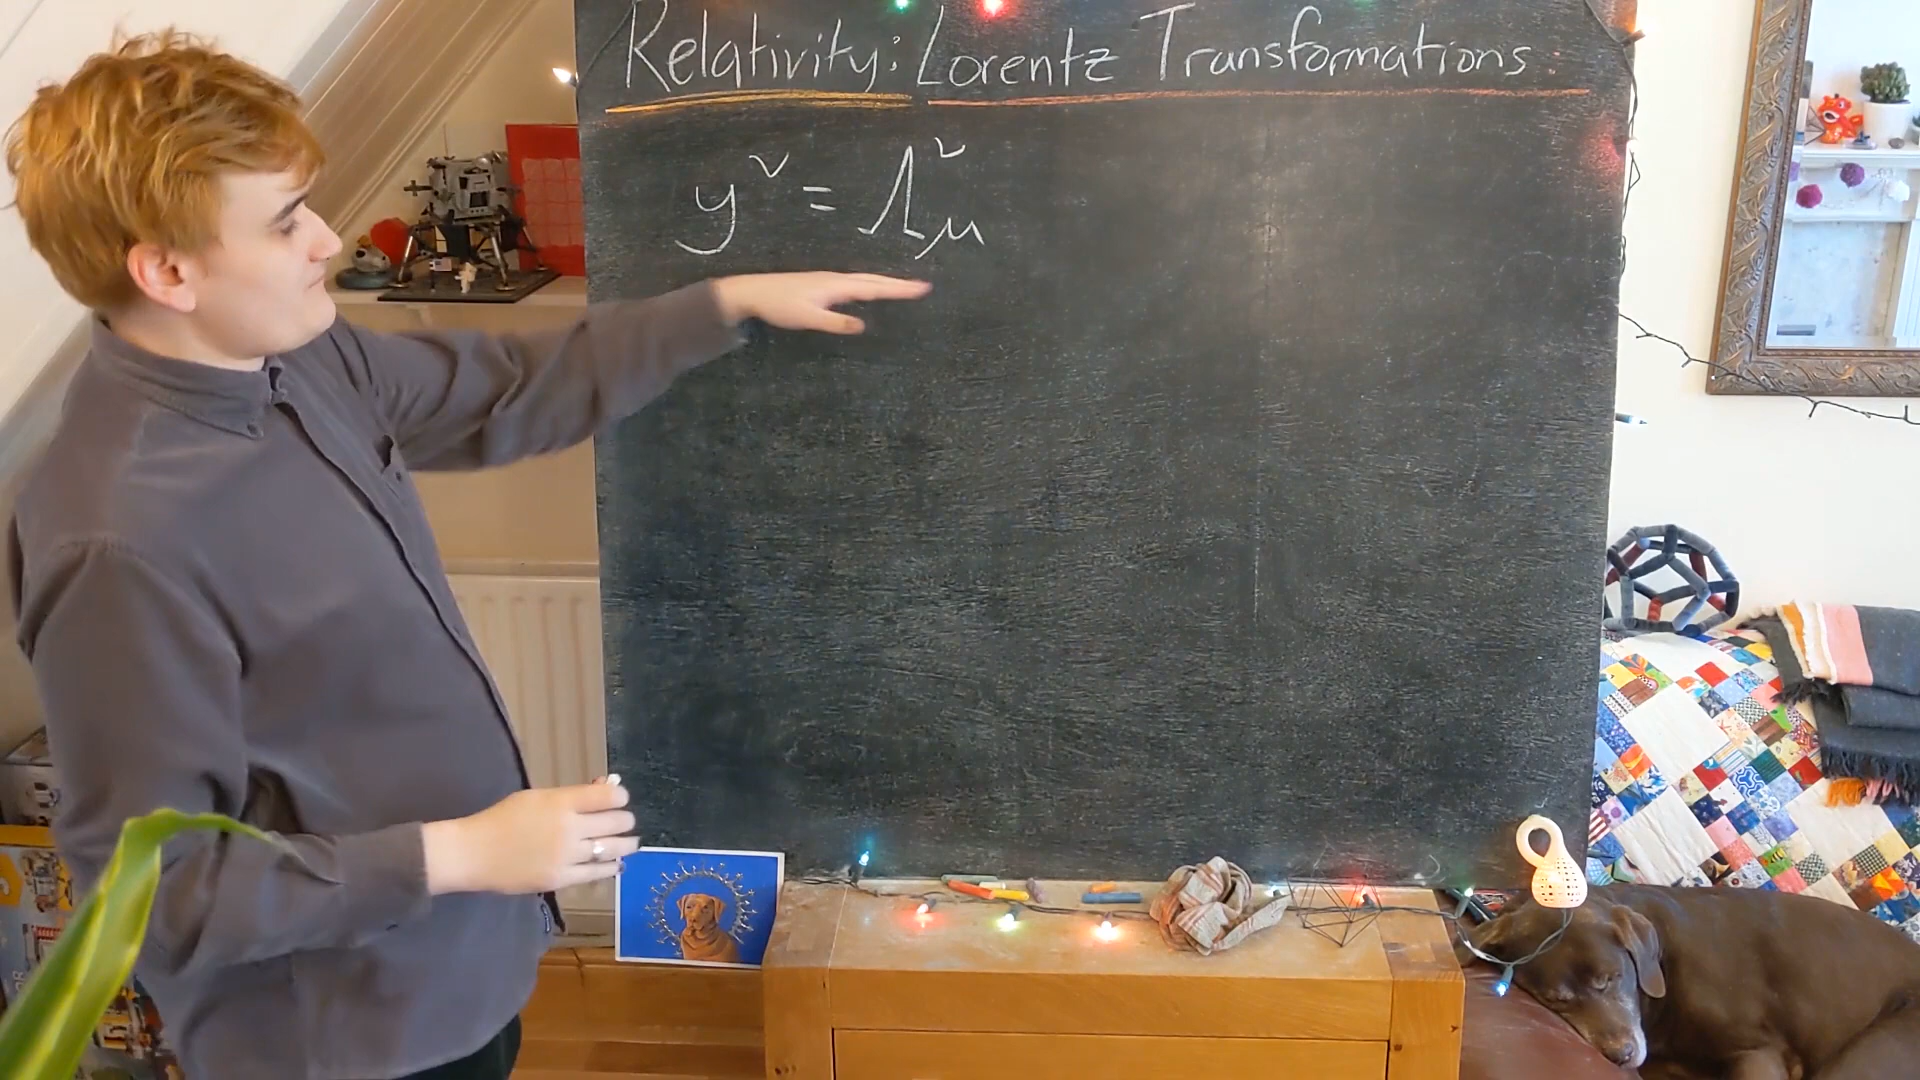 Relativity: Lorentz Transformations
y^ν = Λ^ν_μ